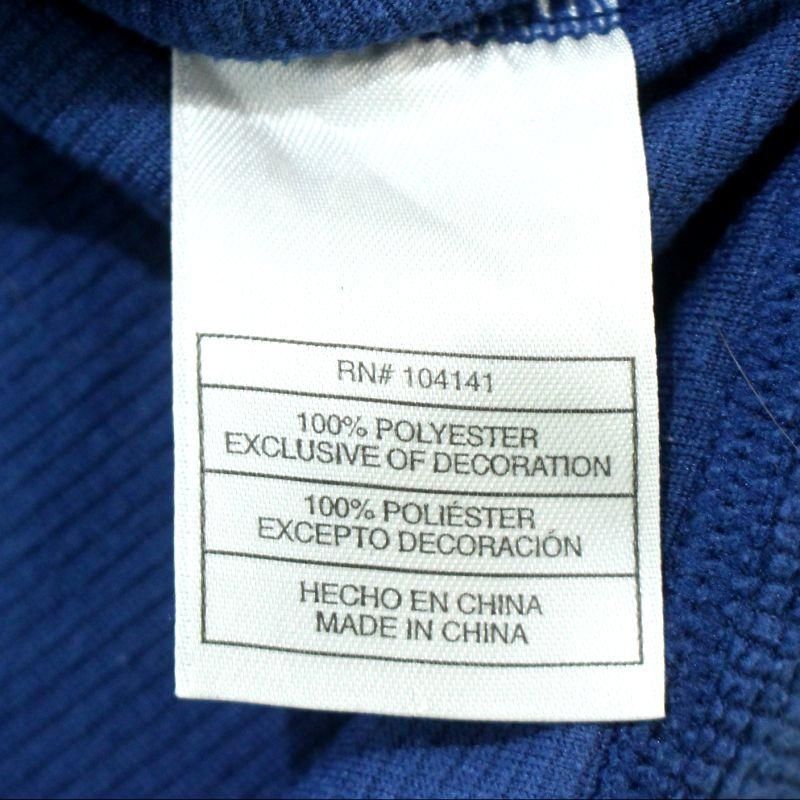 RN# 104141
100% POLYESTER
EXCLUSIVE OF DECORATION
100% POLIÉSTER
EXCEPTO DECORACIÓN
HECHO EN CHINA
MADE IN CHINA